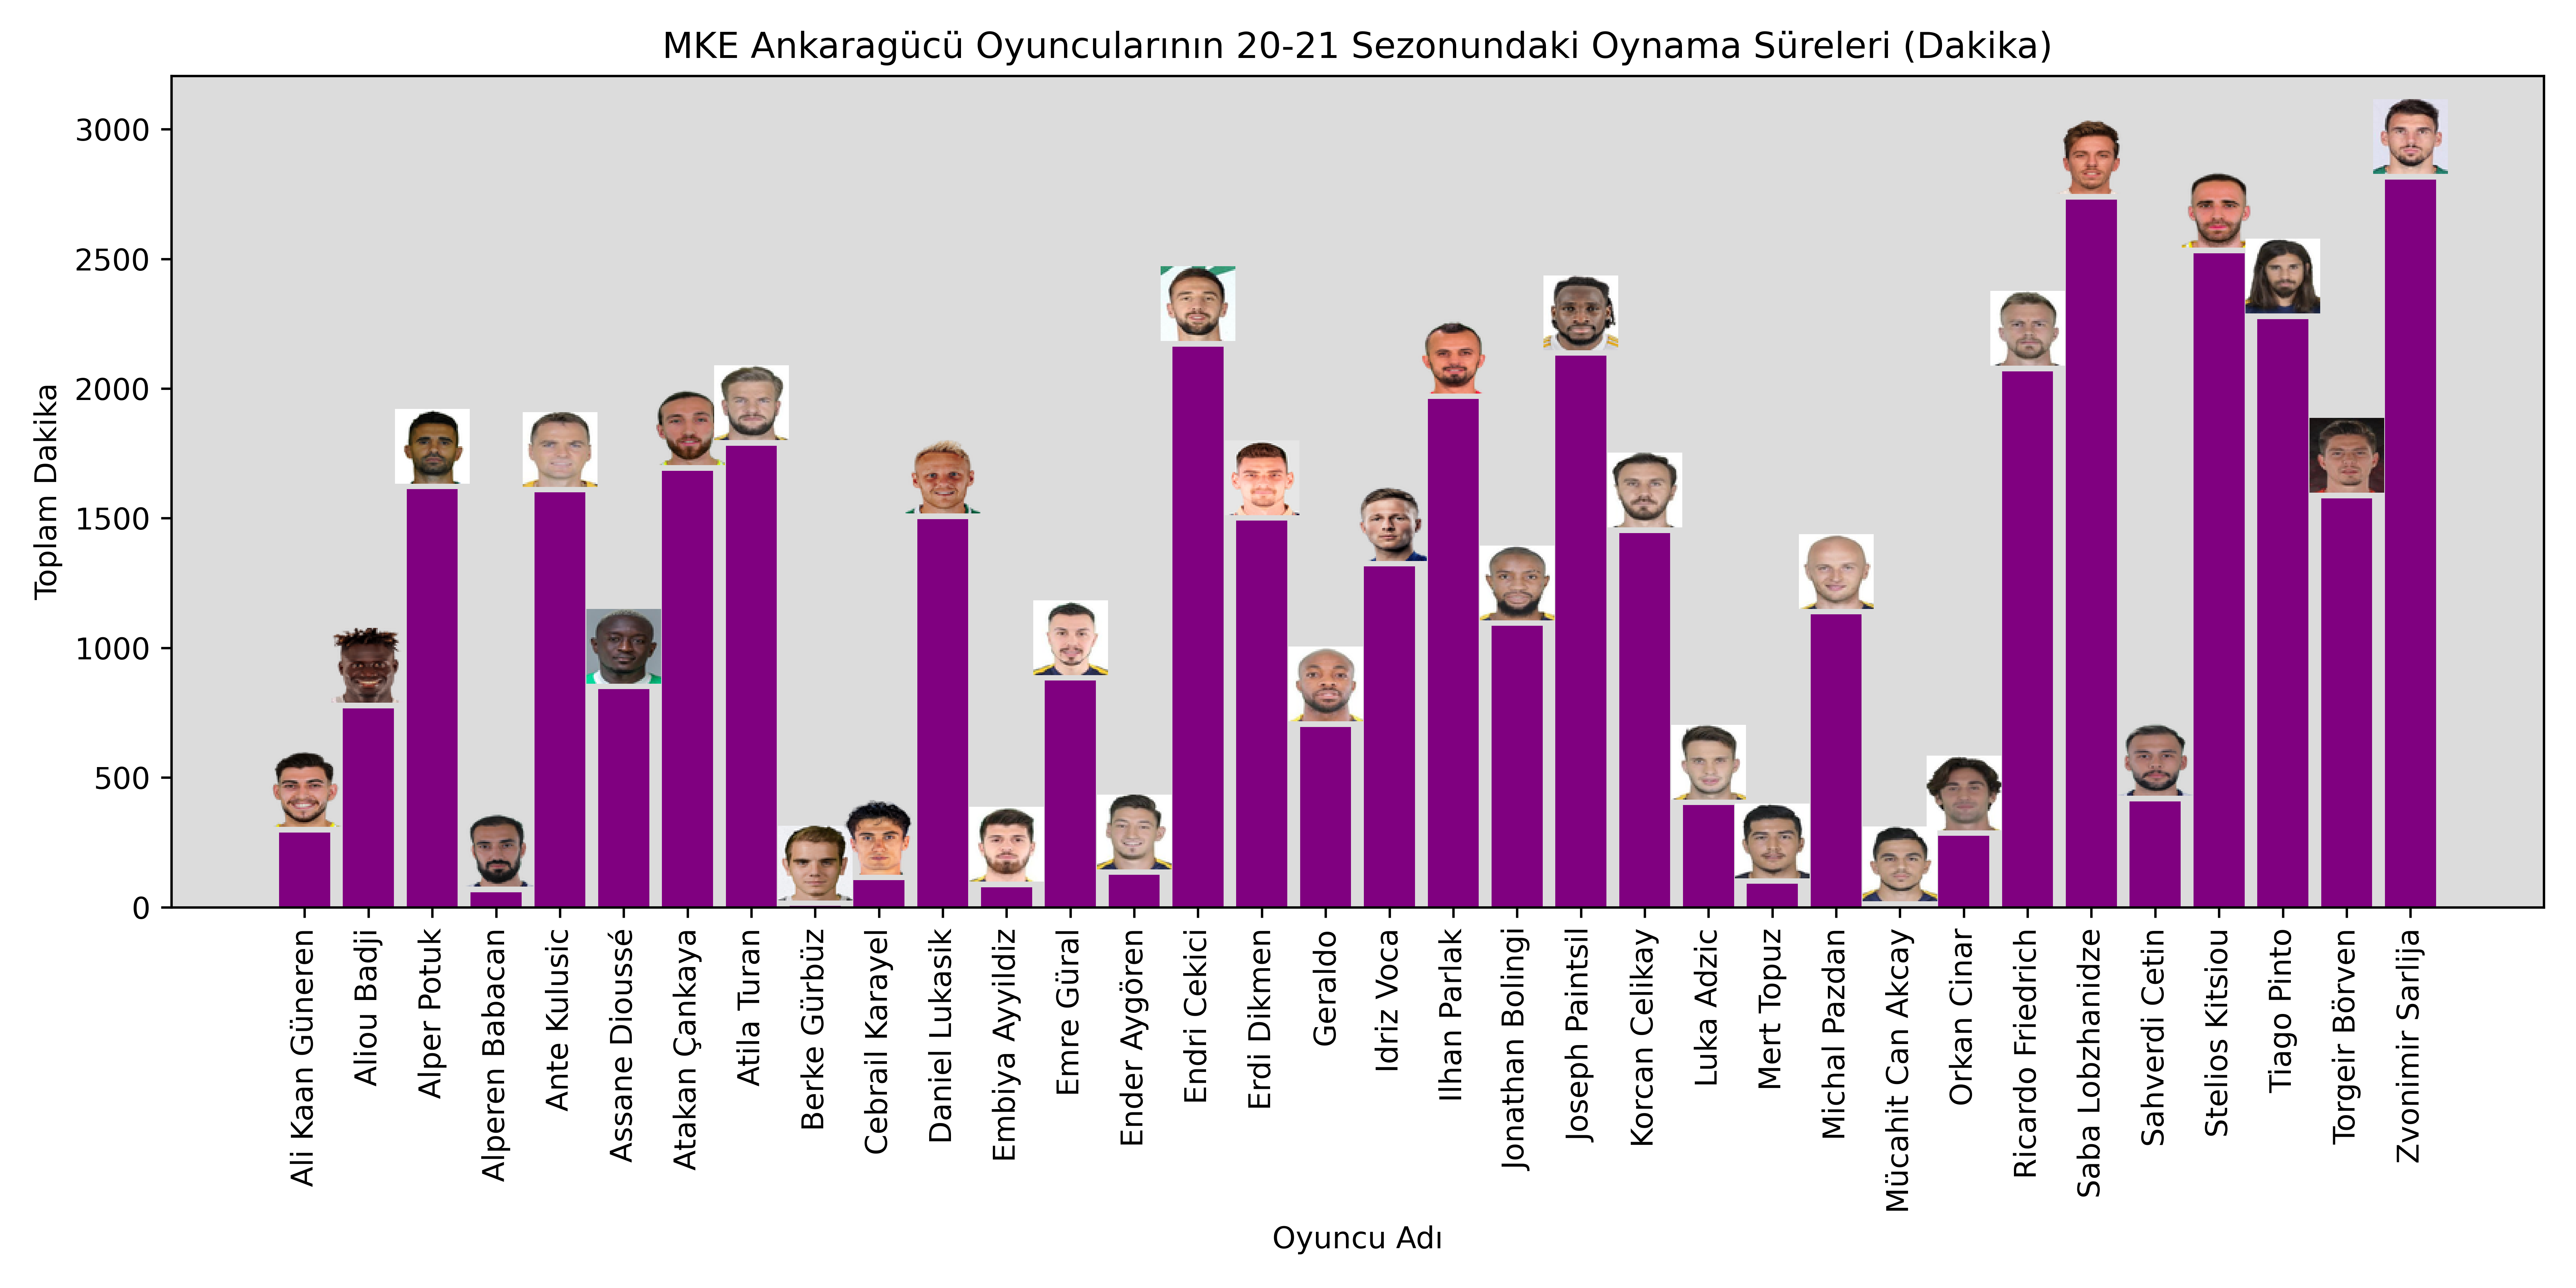 MKE Ankaragücü Oyuncularının 20-21 Sezonundaki Oynama Süreleri (Dakika)
Toplam Dakika
3000
2500
2000
1500
1000
500
0
Ali Kaan Güneren
Aliou Badji
Alper Potuk
Alperen Babacan
Ante Kulusic
Assane Dioussé
Atakan Çankaya
Atila Turan
Berke Gürbüz
Cebrail Karayel
Daniel Lukasik
Embiya Ayyildiz
Emre Güral
Ender Aygören
Endri Cekici
Erdi Dikmen
Geraldo
Idriz Voca
Ilhan Parlak
Jonathan Bolingi
Joseph Paintsil
Korcan Celikay
Luka Adzic
Mert Topuz
Michal Pazdan
Mücahit Can Akcay
Orkan Cinar
Ricardo Friedrich
Saba Lobzhanidze
Sahverdi Cetin
Stelios Kitsiou
Tiago Pinto
Torgeir Börven
Zvonimir Sarlija
Oyuncu Adı